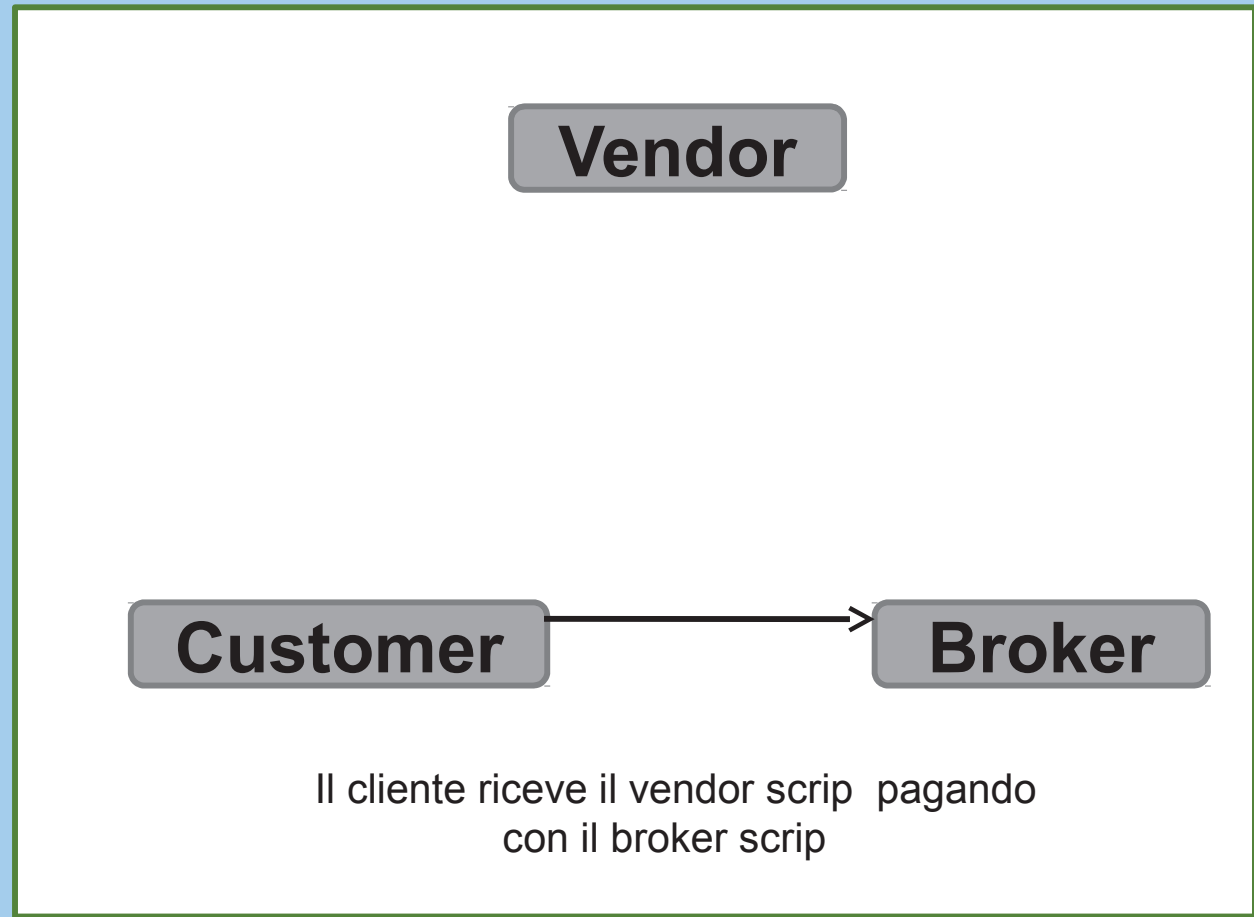 Vendor
Customer
Broker
Il cliente riceve il vendor scrip pagando
con il broker scrip